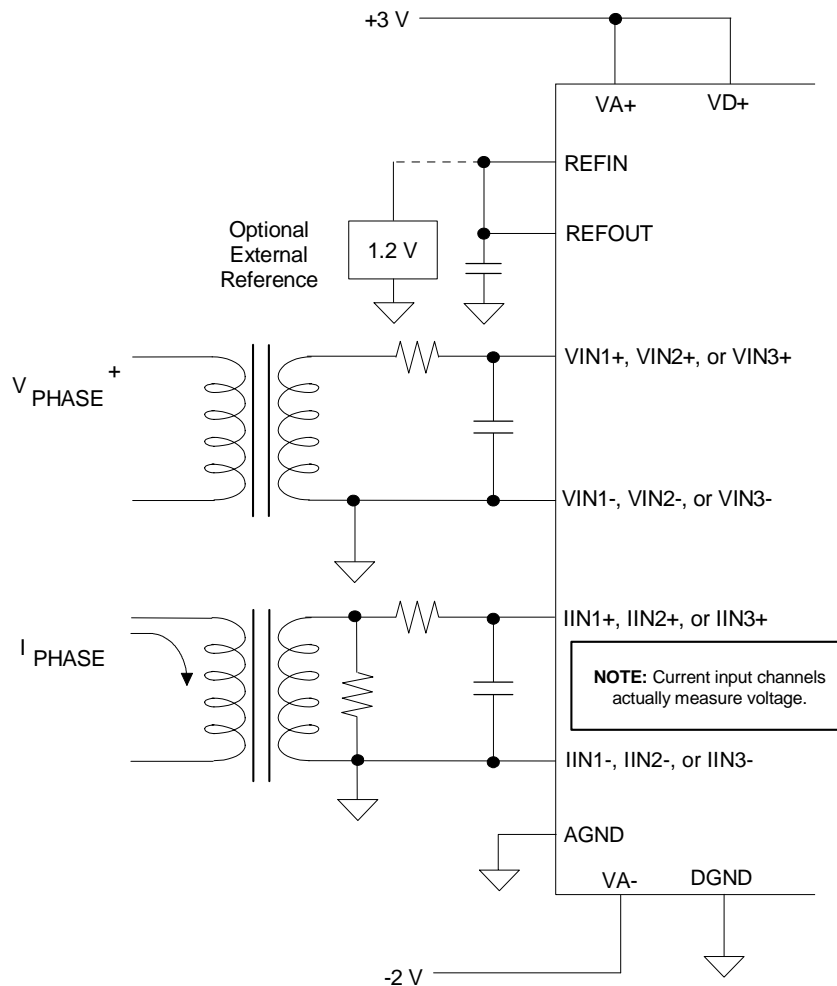 +3 V
VA+
VD+
REFIN
Optional
External
Reference
1.2 V
REFOUT
VIN1+, VIN2+, or VIN3+
+
V PHASE
VIN1-, VIN2-, or VIN3-
IIN1+, IIN2+, or IIN3+
I PHASE
NOTE: Current input channels
actually measure voltage.
IIN1-, IIN2-, or IIN3-
AGND
VA-
DGND
-2 V